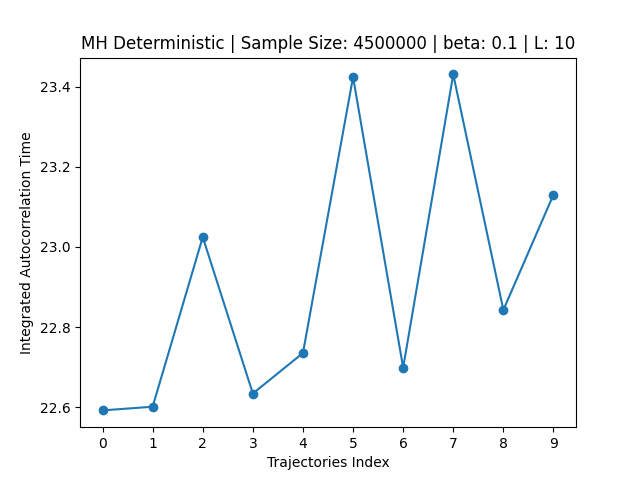 MH Deterministic | Sample Size: 4500000 | beta: 0.1 | L: 10
Integrated Autocorrelation Time
23.4
23.2
23.0
22.8
22.6
0 1 2 3 4 5 6 7 8 9
Trajectories Index